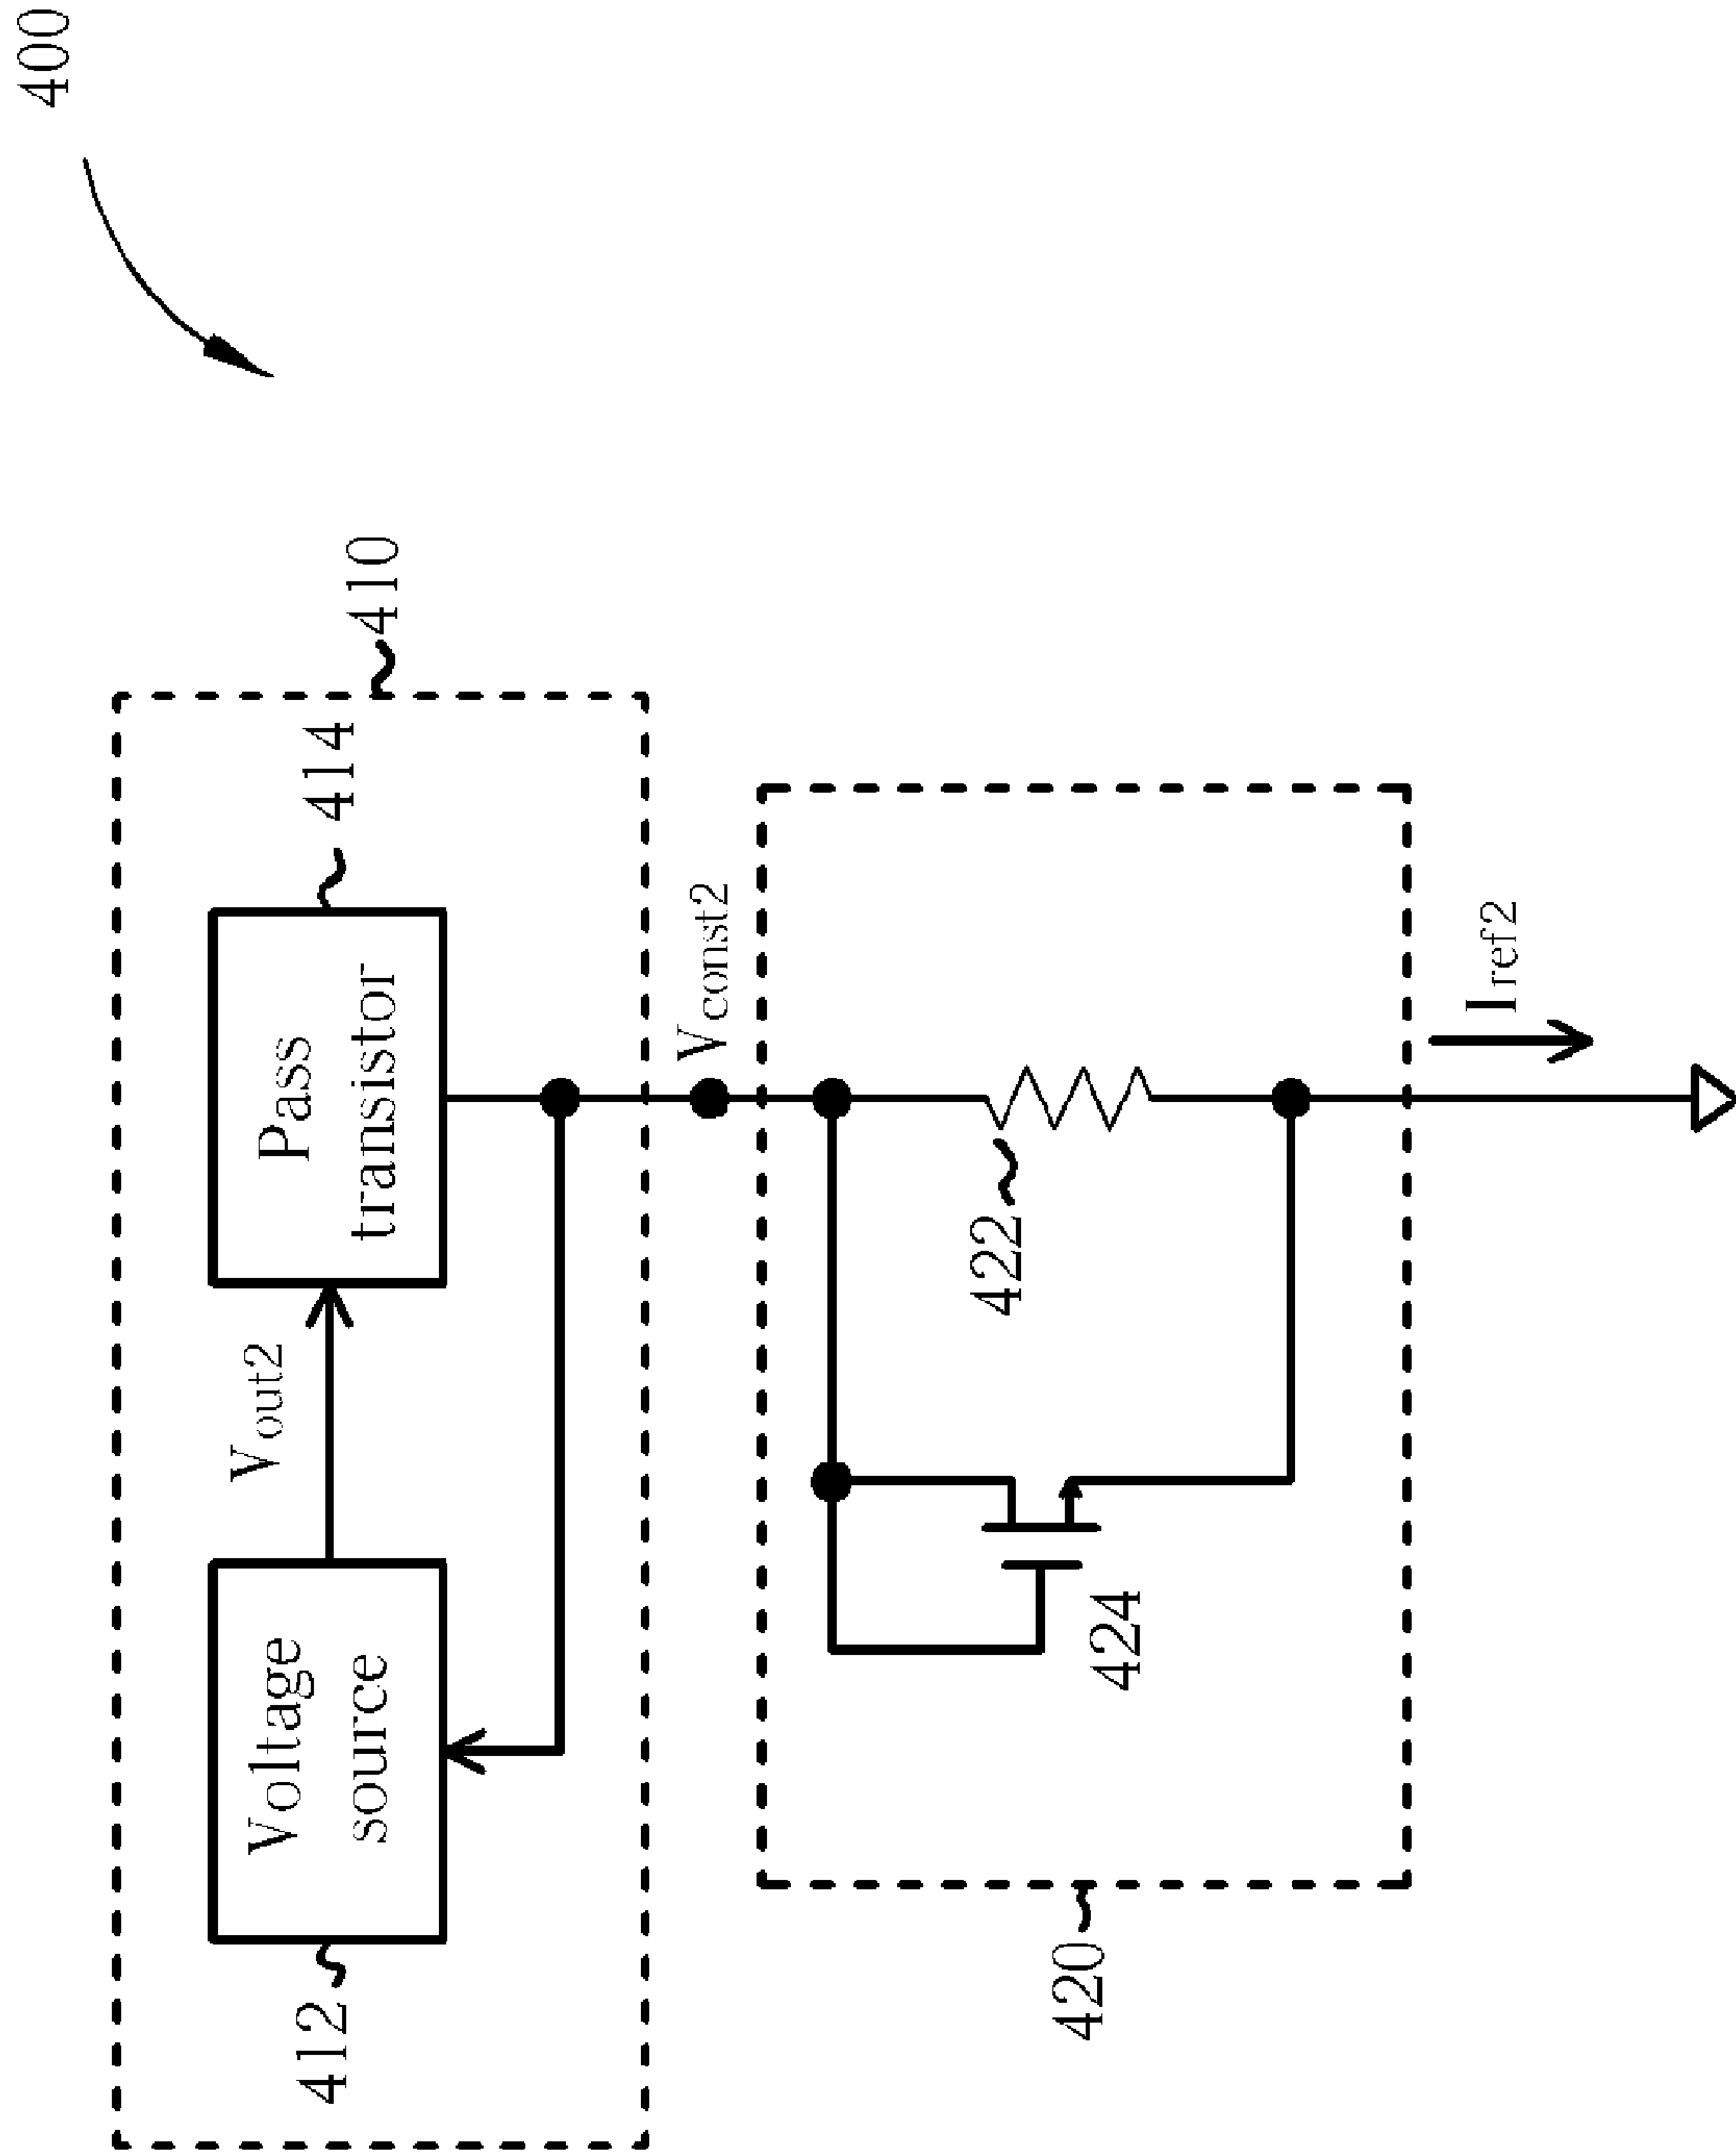 400
410
414
Pass
transistor
Vout2
Voltage
source
412
Vconst2
422
424
420
Iref2